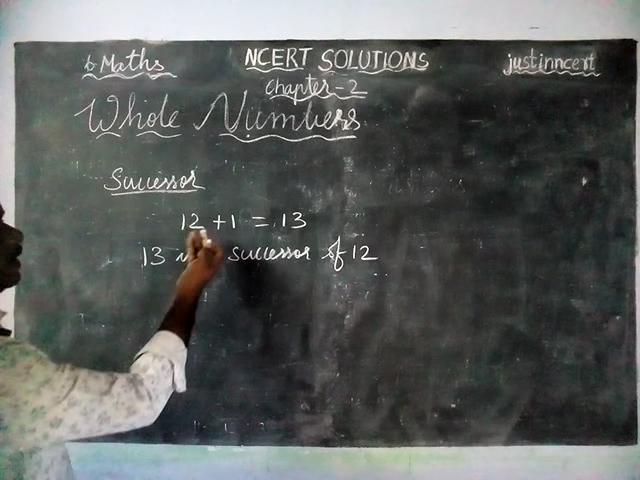 6 Maths NCERT SOLUTIONS justinncert
Chapter-2
Whole Numbers
Successor
12 + 1 = 13
13 is successor of 12